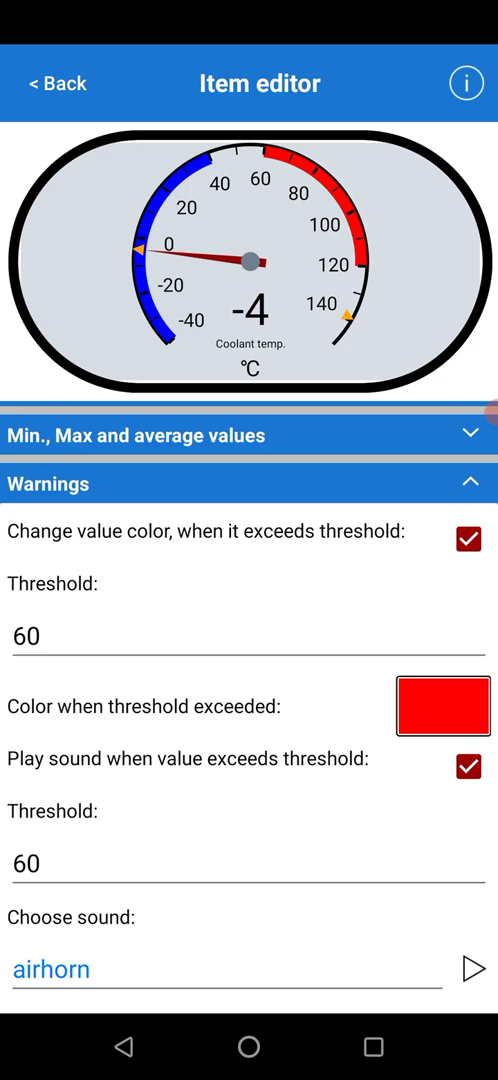 < Back
Item editor
i
40
60
20
80
100
0
120
-20
140
-40
-4
Coolant temp.
°C
Min., Max and average values
Warnings
Change value color, when it exceeds threshold:
Threshold:
60
Color when threshold exceeded:
Play sound when value exceeds threshold:
Threshold:
60
Choose sound:
airhorn